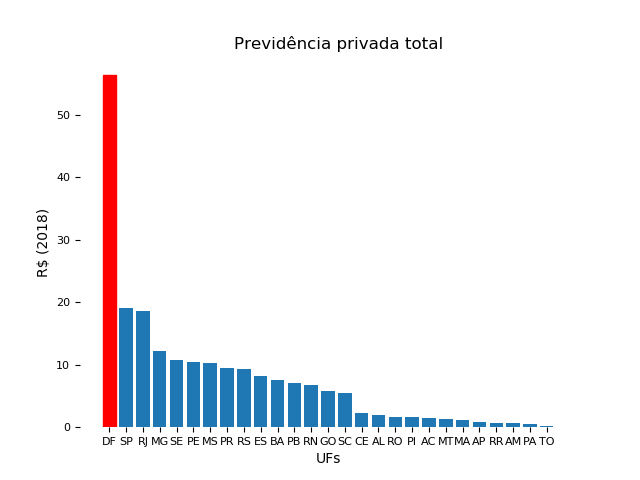 Previdência privada total
50
40
30
20
10
0
R$ (2018)
DF SP RJ MG SE PE MS PR RS ES BA PB RN GO SC CE AL RO PI AC MT MA AP RR AM PA TO
UFs